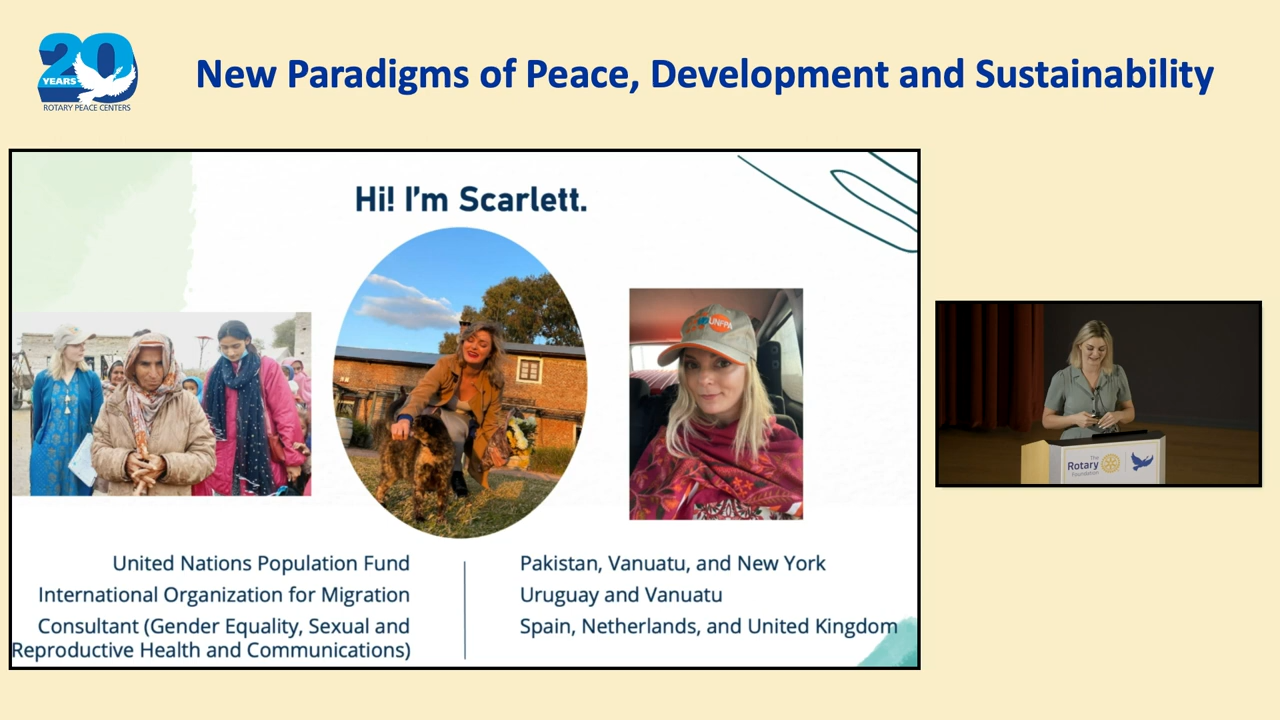 20
YEARS
ROTARY PEACE CENTERS
New Paradigms of Peace, Development and Sustainability
Hi! I'm Scarlett.
UNFPA
United Nations Population Fund
International Organization for Migration
Consultant (Gender Equality, Sexual and
Reproductive Health and Communications)
Pakistan, Vanuatu, and New York
Uruguay and Vanuatu
Spain, Netherlands, and United Kingdom
The
Rotary
Foundation